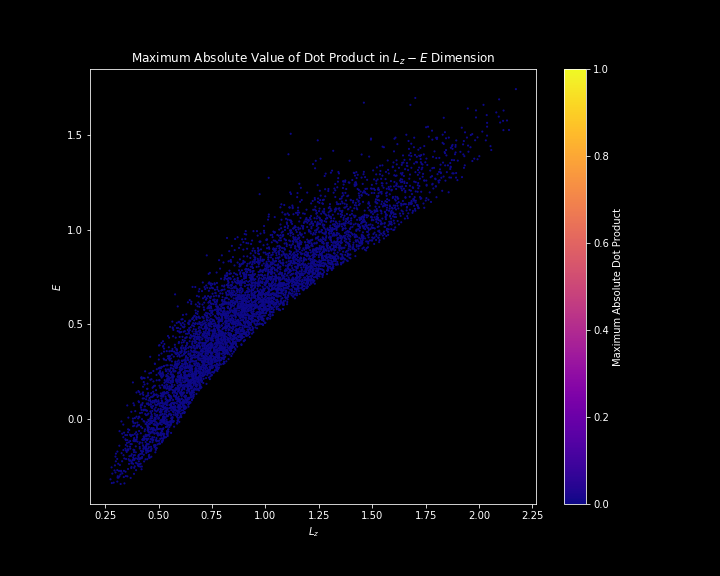 Maximum Absolute Value of Dot Product in L_z − E Dimension
1.5
1.0
0.5
0.0
E
0.25 0.50 0.75 1.00 1.25 1.50 1.75 2.00 2.25
L_z
1.0
0.8
0.6
0.4
0.2
0.0
Maximum Absolute Dot Product